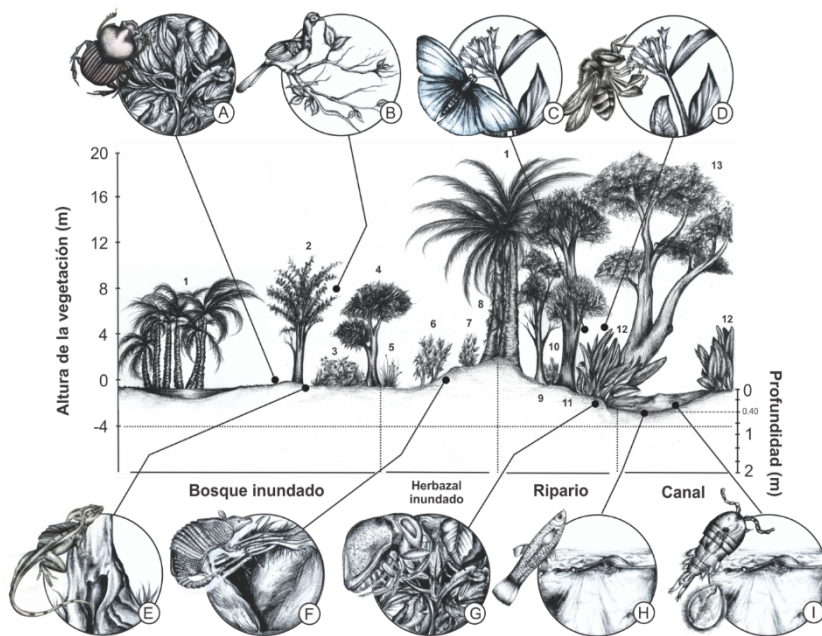 A
B
C
D
Altura de la vegetación (m)
20
16
12
8
4
0
-4
1
2
3
4
5
6
7
8
1
9
10
11
12
13
12
0
0.40
1
2
Profundidad (m)
Bosque inundado
Herbazal
inundado
Ripario
Canal
E
F
G
H
I